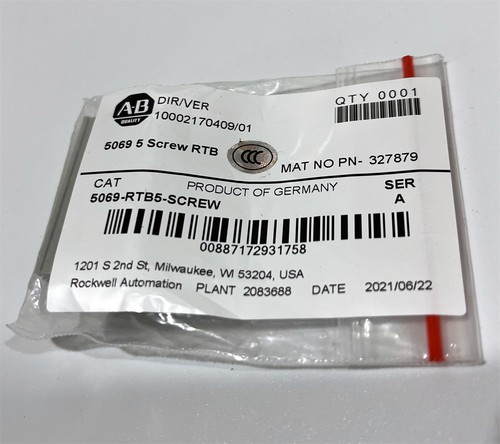 A-B
QUALITY
DIR/VER
10002170409/01
QTY 0001
5069 5 Screw RTB
CCC
MAT NO PN- 327879
CAT
PRODUCT OF GERMANY
SER
5069-RTB5-SCREW
A
00887172931758
1201 S 2nd St, Milwaukee, WI 53204, USA
Rockwell Automation PLANT 2083688 DATE 2021/06/22